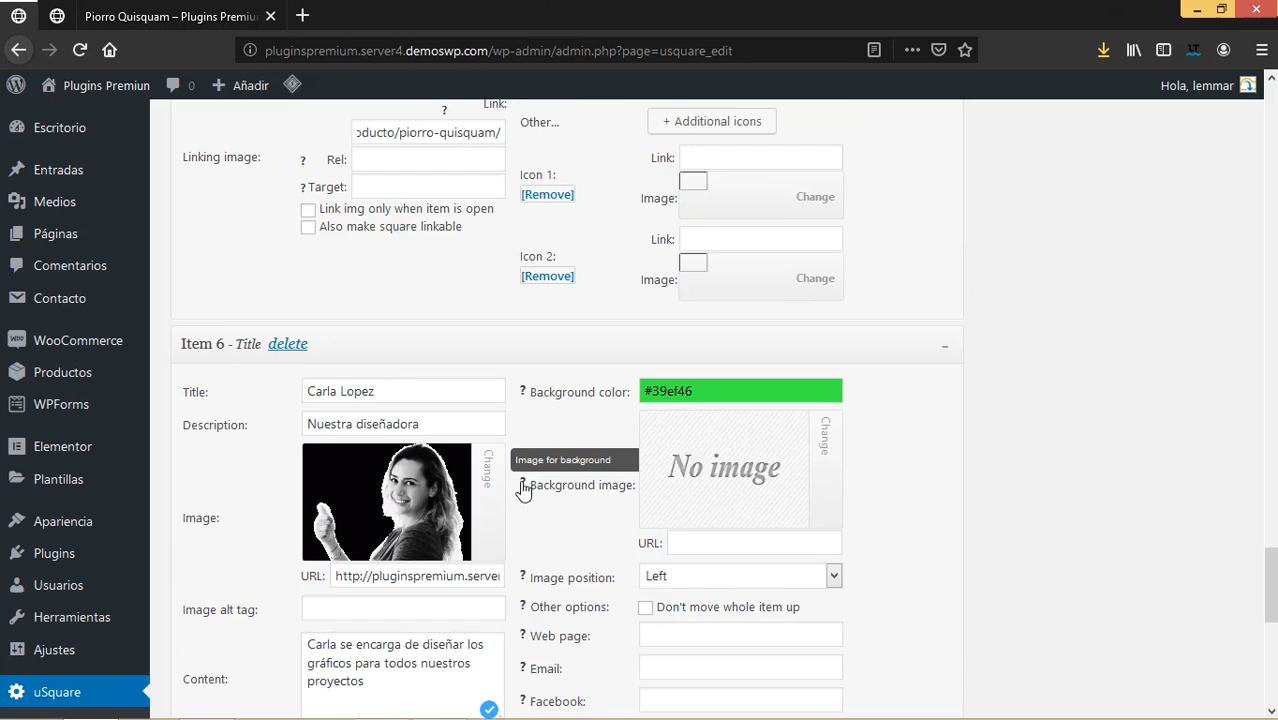 Piorro Quisquam – Plugins Premiu
pluginspremium.server4.demoswp.com/wp-admin/admin.php?page=usquare_edit
Plugins Premiun
0
Añadir
Hola, lemmar
Escritorio
Entradas
Medios
Páginas
Comentarios
Contacto
WooCommerce
Productos
WPForms
Elementor
Plantillas
Apariencia
Plugins
Usuarios
Herramientas
Ajustes
uSquare
Linking image:
? Link:
oducto/piorro-quisquam/
? Rel:
? Target:
Link img only when item is open
Also make square linkable
Other...
+ Additional icons
Icon 1:
[Remove]
Link:
Image:
Change
Icon 2:
[Remove]
Link:
Image:
Change
Item 6 - Title delete
Title:
Carla Lopez
Description:
Nuestra diseñadora
Image:
Change
URL: http://pluginspremium.server
Image alt tag:
Content:
Carla se encarga de diseñar los
gráficos para todos nuestros
proyectos
? Background color:
#39ef46
Image for background
? Background image:
No image
Change
URL:
? Image position:
Left
? Other options:
Don't move whole item up
? Web page:
? Email:
? Facebook: